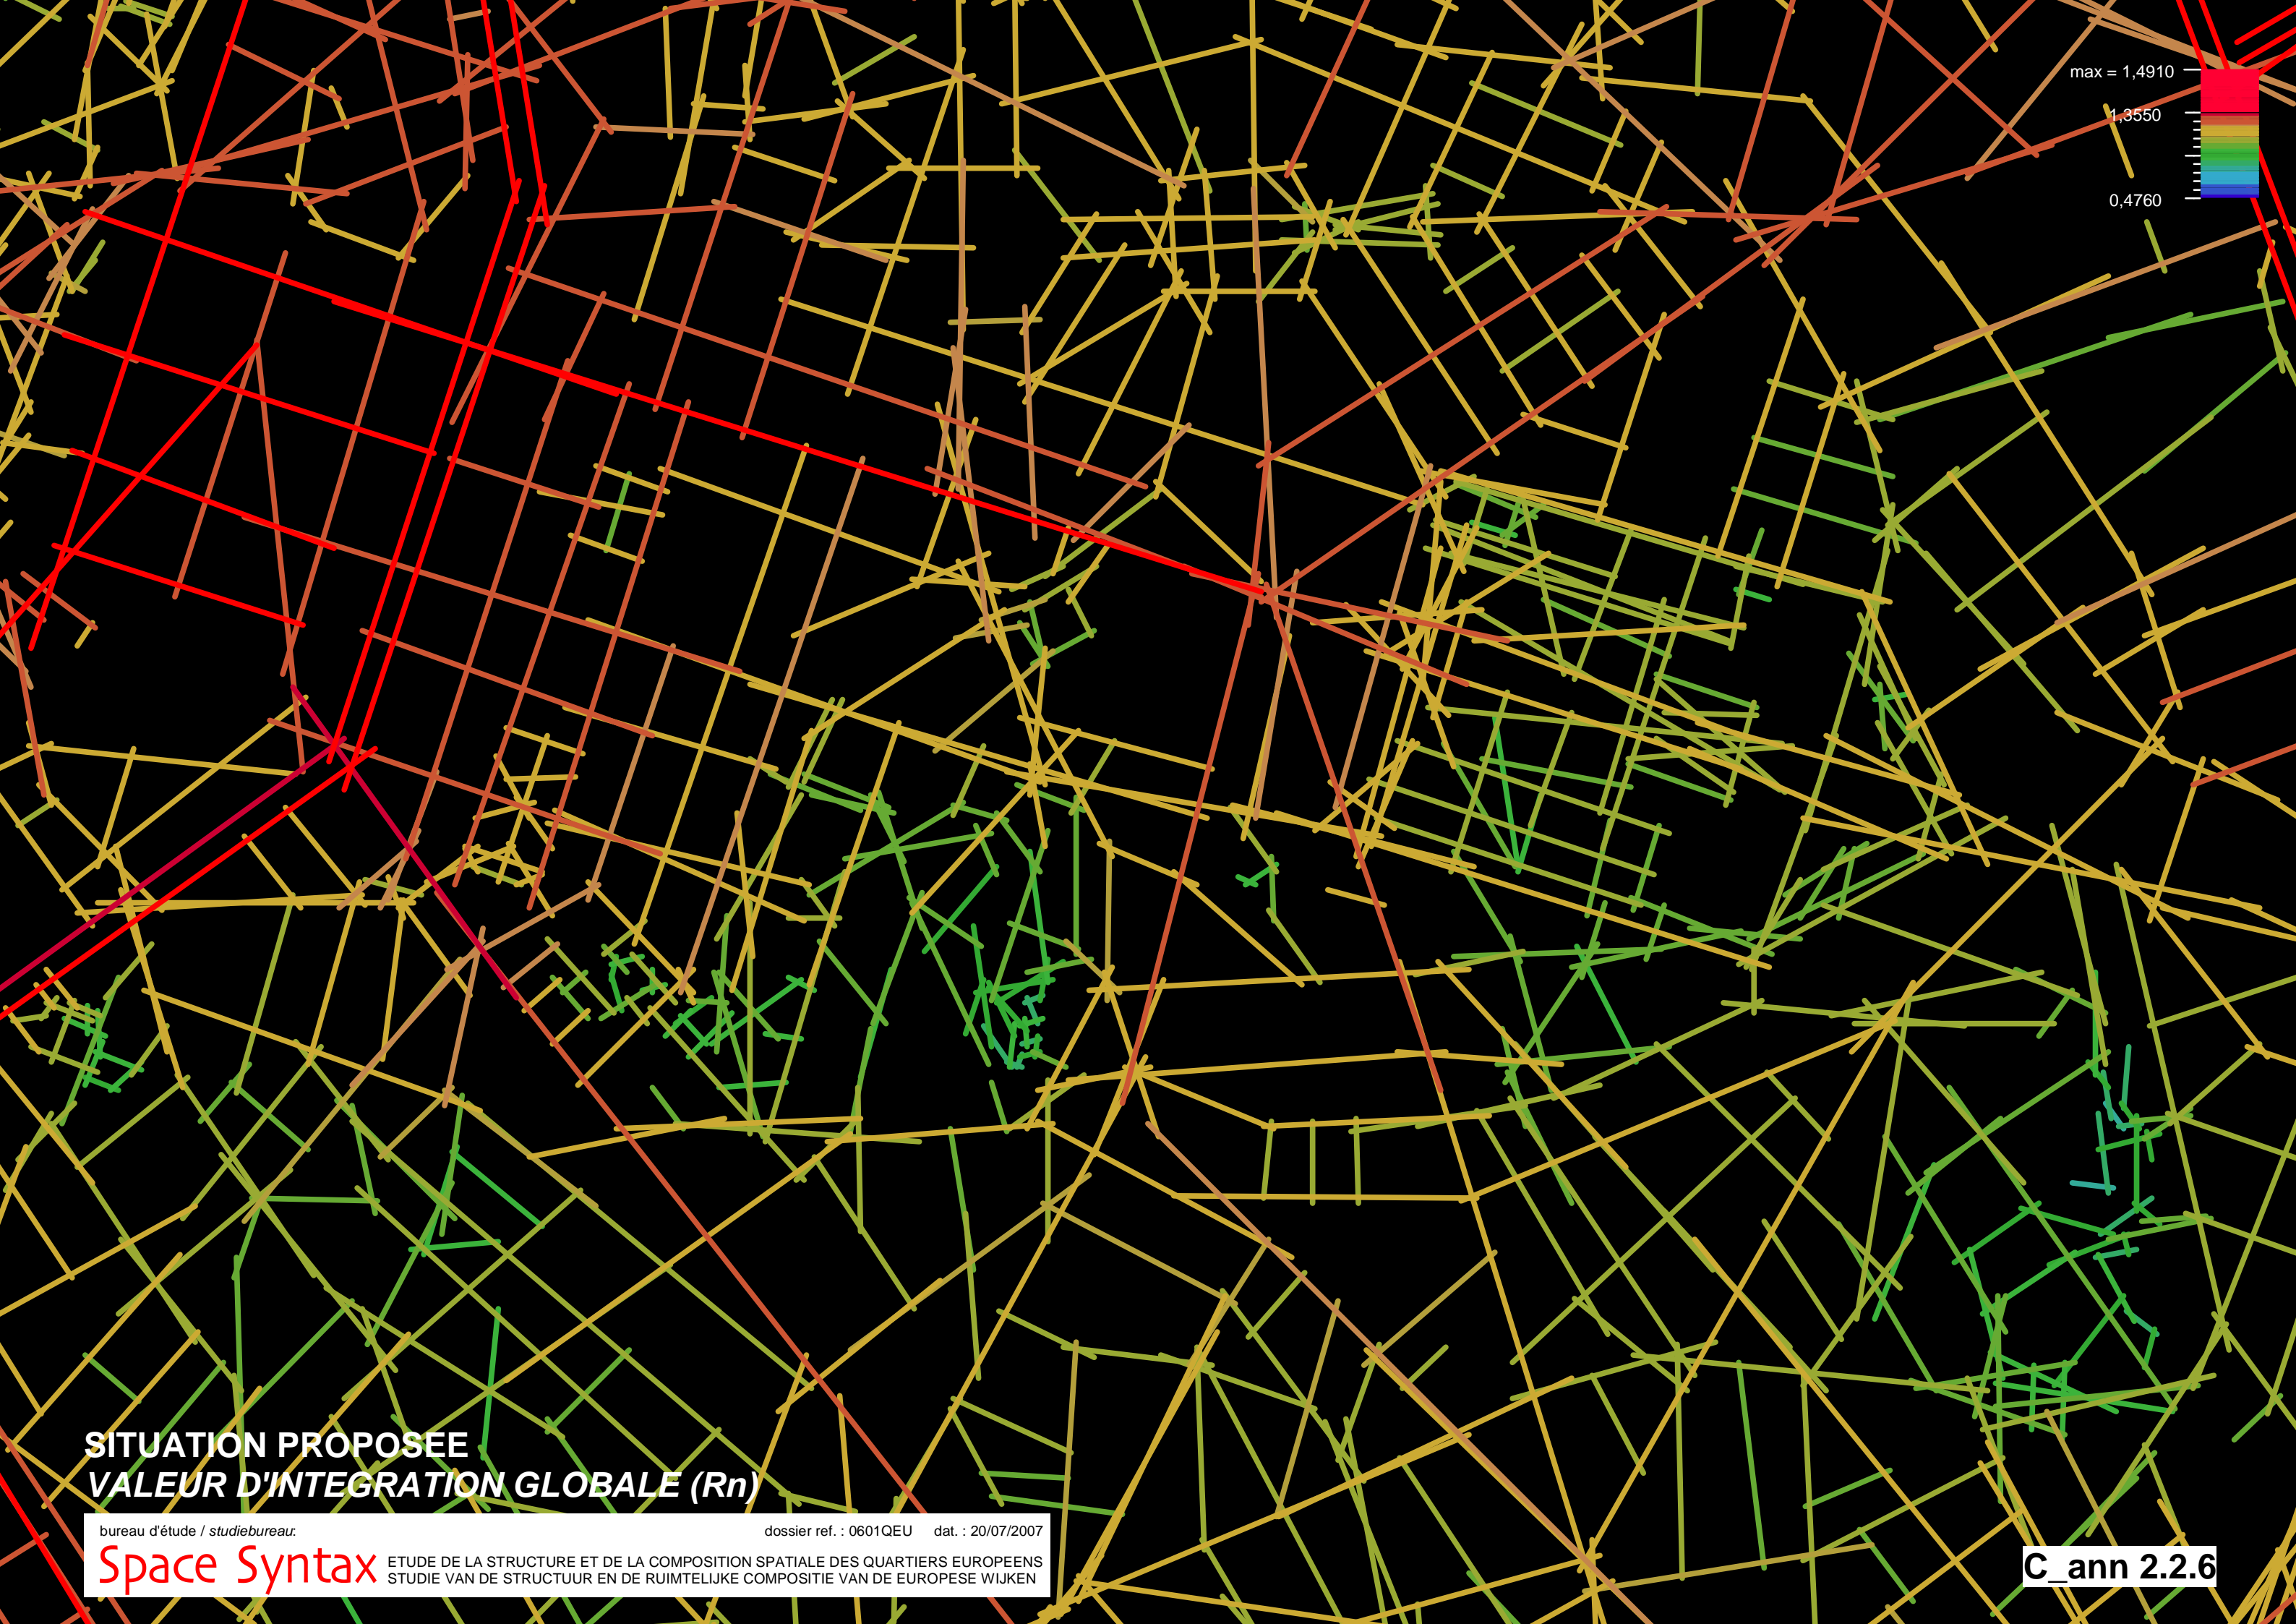 max = 1,4910
1,3550
0,4760
SITUATION PROPOSEE
VALEUR D'INTEGRATION GLOBALE (Rn)
bureau d'étude / studiebureau: dossier ref. : 0601QEU dat. : 20/07/2007
Space Syntax
ETUDE DE LA STRUCTURE ET DE LA COMPOSITION SPATIALE DES QUARTIERS EUROPEENS
STUDIE VAN DE STRUCTUUR EN DE RUIMTELIJKE COMPOSITIE VAN DE EUROPESE WIJKEN
C_ann 2.2.6